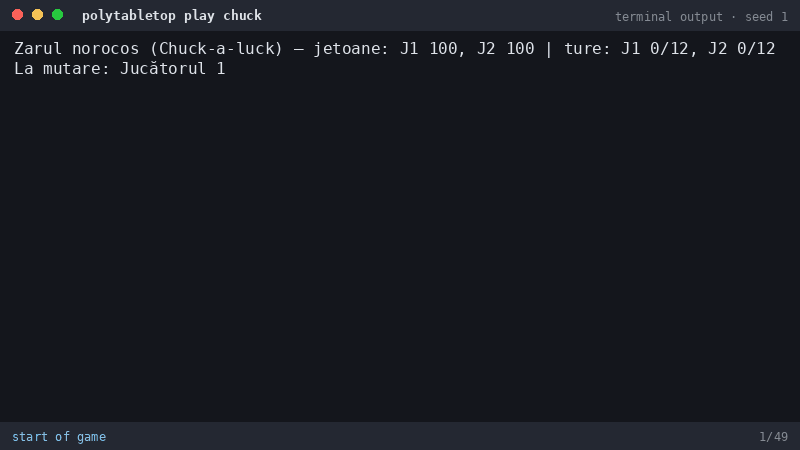 polytabletop play chuck
terminal output · seed 1
Zarul norocos (Chuck-a-luck) — jetoane: J1 100, J2 100 | ture: J1 0/12, J2 0/12
La mutare: Jucătorul 1
start of game
1/49